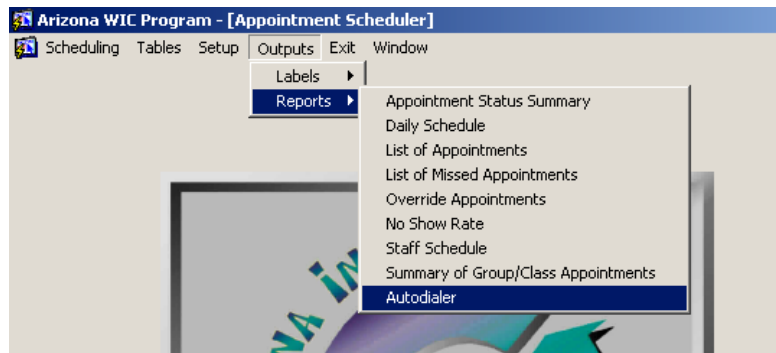 Arizona WIC Program - [Appointment Scheduler]
Scheduling Tables Setup Outputs Exit Window
Labels
Reports
Appointment Status Summary
Daily Schedule
List of Appointments
List of Missed Appointments
Override Appointments
No Show Rate
Staff Schedule
Summary of Group/Class Appointments
Autodialer
NA IN